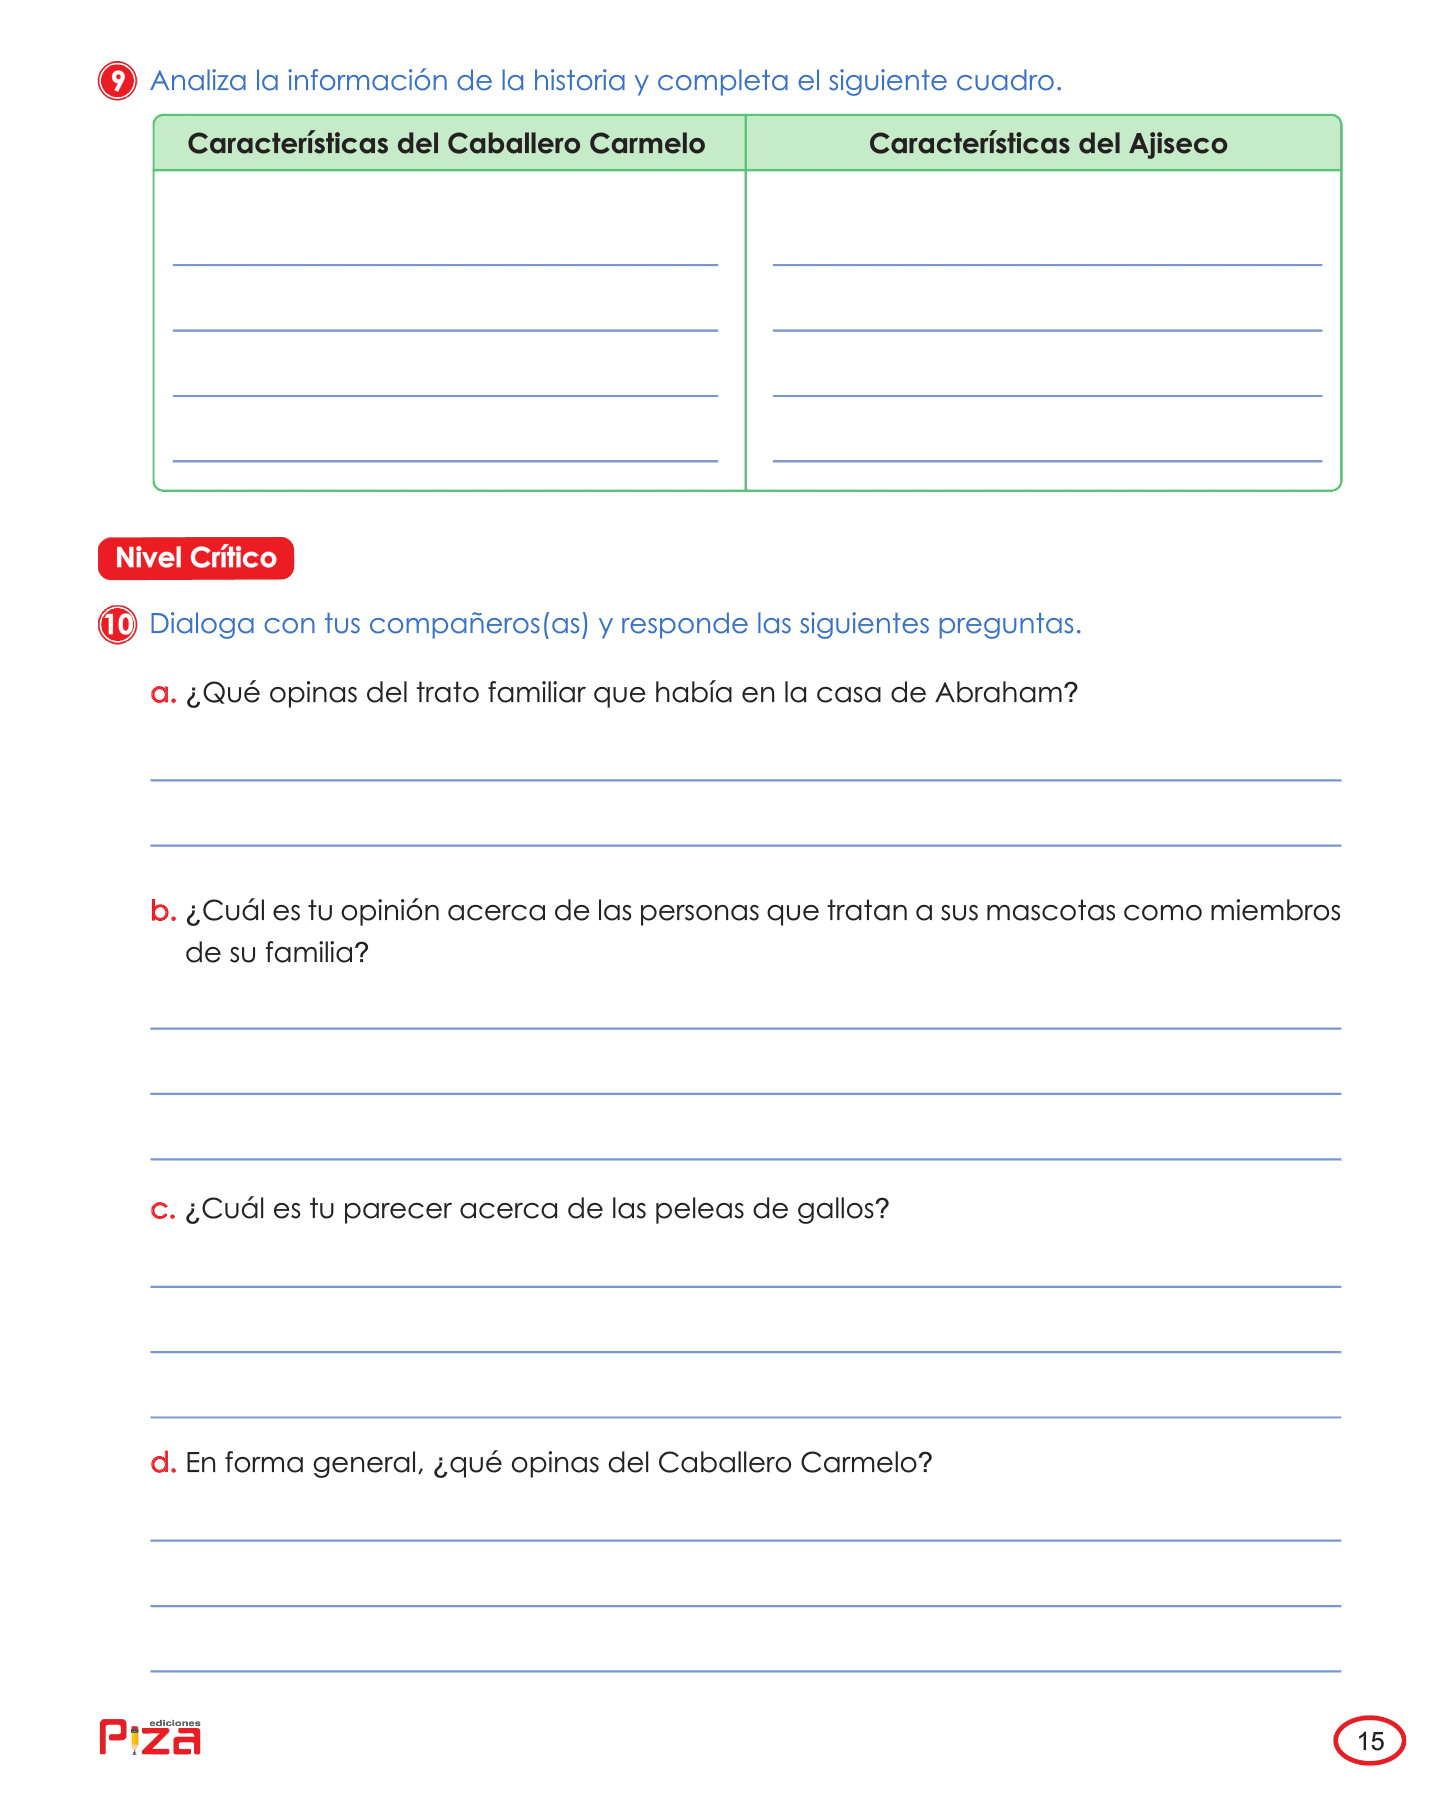 9 Analiza la información de la historia y completa el siguiente cuadro.
Características del Caballero Carmelo
Características del Ajiseco
Nivel Crítico
10 Dialoga con tus compañeros(as) y responde las siguientes preguntas.
a. ¿Qué opinas del trato familiar que había en la casa de Abraham?
b. ¿Cuál es tu opinión acerca de las personas que tratan a sus mascotas como miembros
de su familia?
c. ¿Cuál es tu parecer acerca de las peleas de gallos?
d. En forma general, ¿qué opinas del Caballero Carmelo?
ediciones
Piza
15